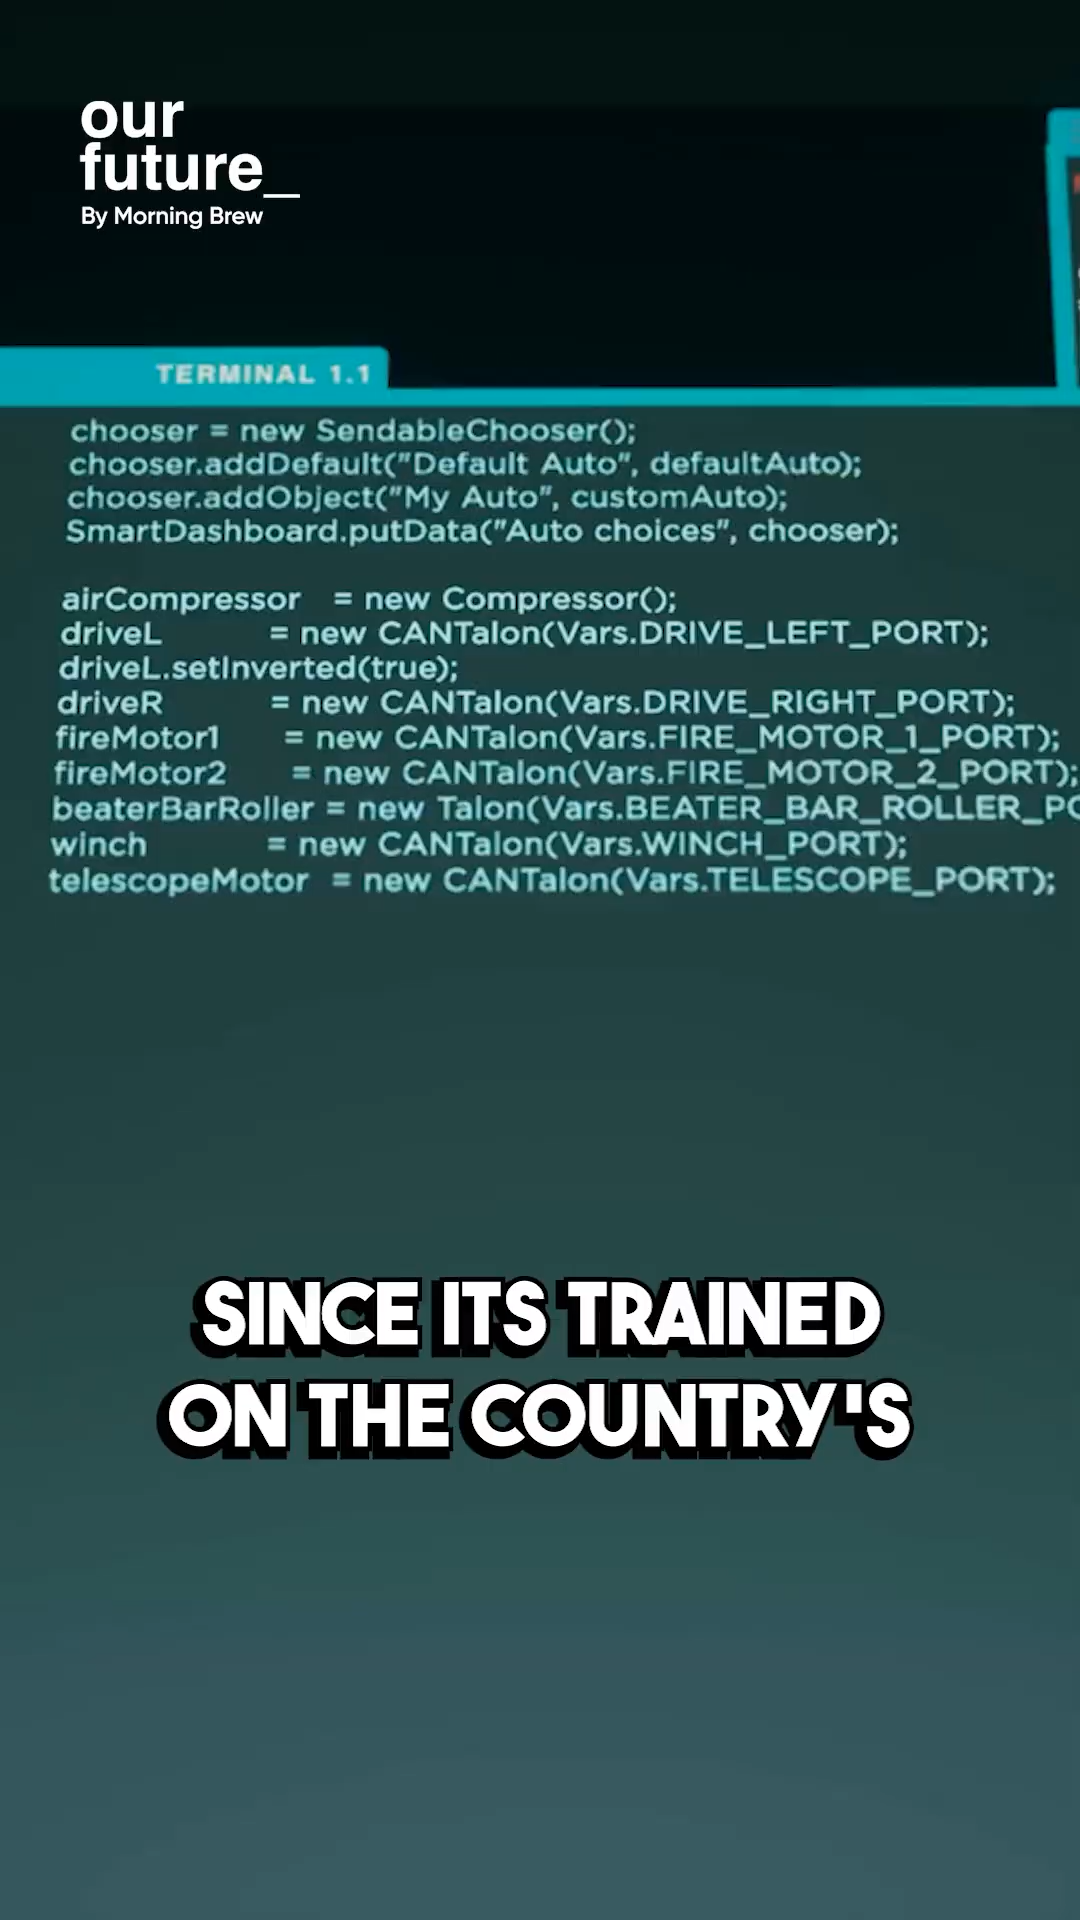 our
future_
By Morning Brew
TERMINAL 1.1
chooser = new SendableChooser();
chooser.addDefault("Default Auto", defaultAuto);
chooser.addObject("My Auto", customAuto);
SmartDashboard.putData("Auto choices", chooser);
airCompressor = new Compressor();
driveL = new CANTalon(Vars.DRIVE_LEFT_PORT);
driveL.setInverted(true);
driveR = new CANTalon(Vars.DRIVE_RIGHT_PORT);
fireMotor1 = new CANTalon(Vars.FIRE_MOTOR_1_PORT);
fireMotor2 = new CANTalon(Vars.FIRE_MOTOR_2_PORT);
beaterBarRoller = new Talon(Vars.BEATER_BAR_ROLLER_PO
winch = new CANTalon(Vars.WINCH_PORT);
telescopeMotor = new CANTalon(Vars.TELESCOPE_PORT);
SINCE ITS TRAINED
ON THE COUNTRY'S